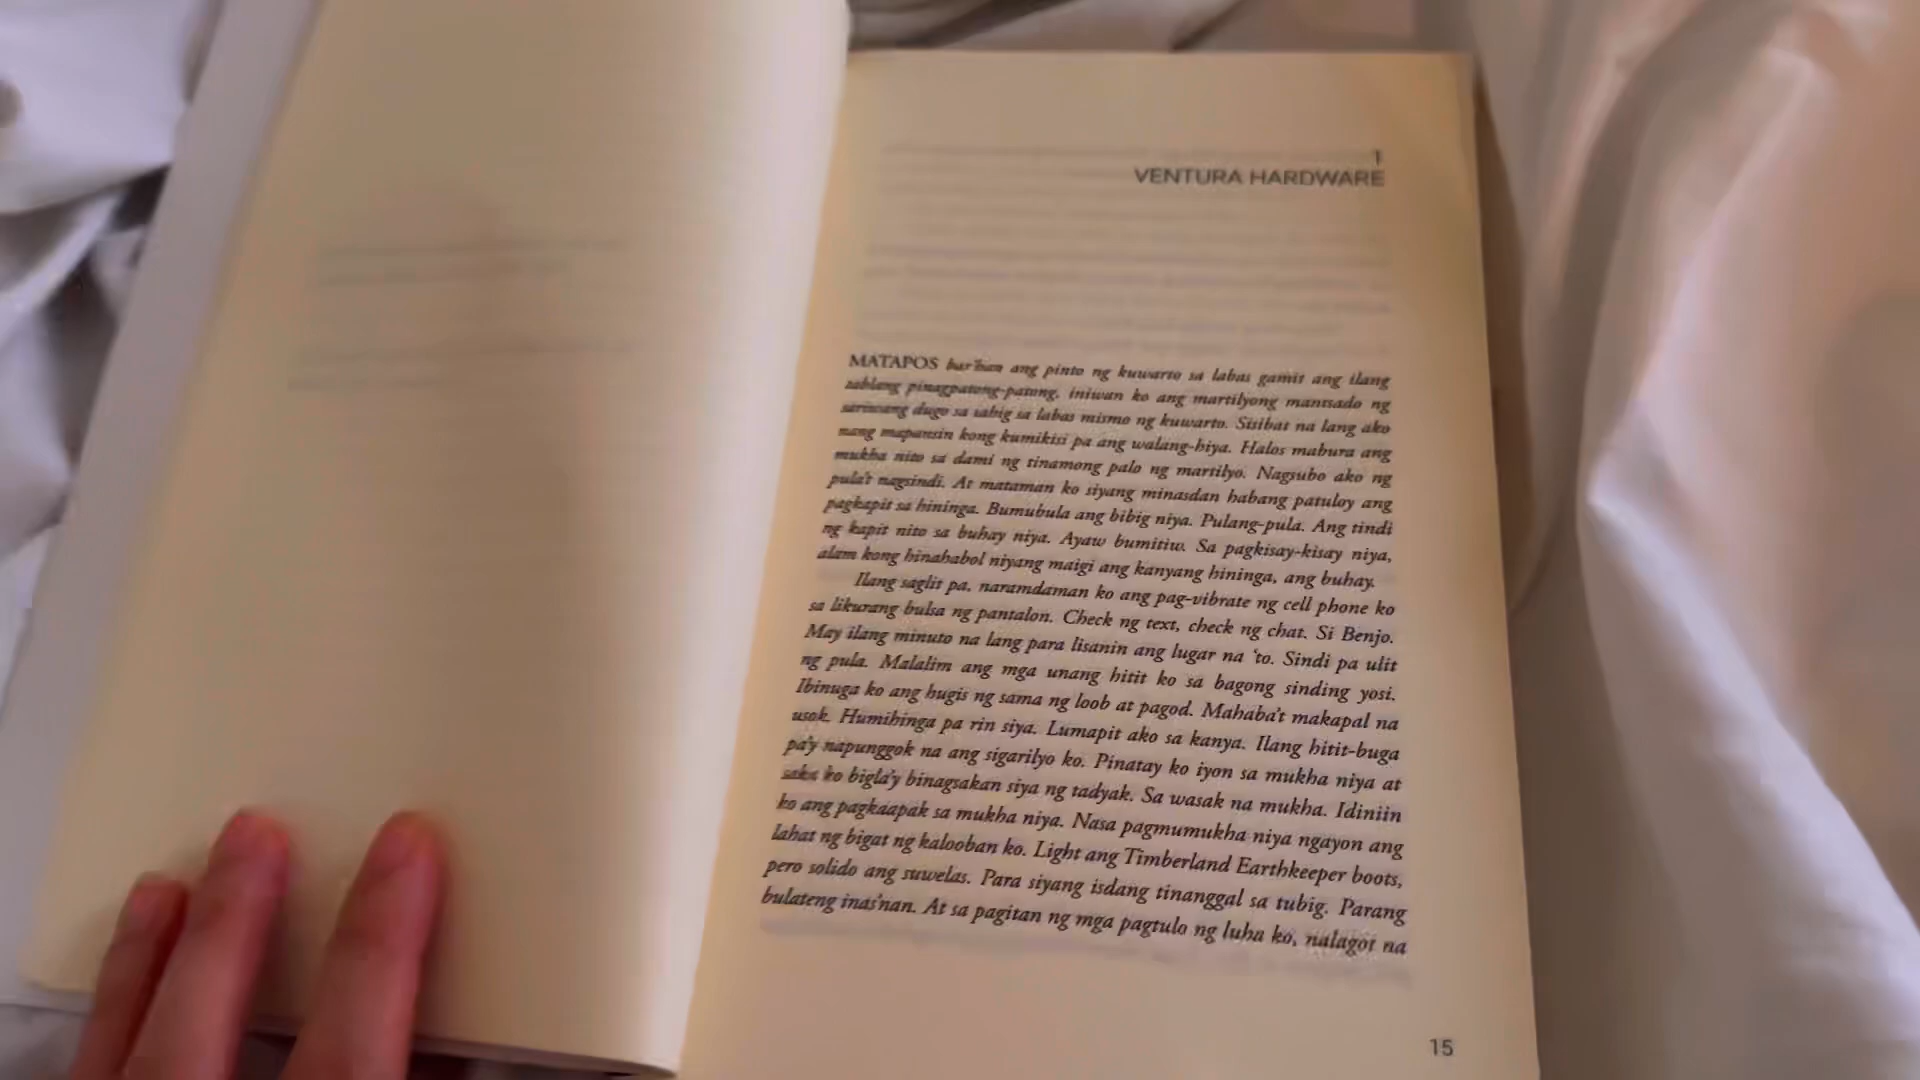 1
VENTURA HARDWARE
MATAPOS har'han ang pinto ng kuwarto sa labas gamit ang ilang
tablang pinagpatong-patong, iniwan ko ang martilyong mantsado ng
sariwang dugo sa sahig sa labas mismo ng kuwarto. Sisibat na lang ako
nang mapansin kong kumikisi pa ang walang-hiya. Halos mabura ang
mukha nito sa dami ng tinamong palo ng martilyo. Nagsubo ako ng
pula't nagsindi. At mataman ko siyang minasdan habang patuloy ang
pagkapit sa hininga. Bumubula ang bibig niya. Pulang-pula. Ang tindi
ng kapit nito sa buhay niya. Ayaw bumitiw. Sa pagkisay-kisay niya,
alam kong hinahabol niyang maigi ang kanyang hininga, ang buhay.
Ilang saglit pa, naramdaman ko ang pag-vibrate ng cell phone ko
sa likurang bulsa ng pantalon. Check ng text, check ng chat. Si Benjo.
May ilang minuto na lang para lisanin ang lugar na 'to. Sindi pa ulit
ng pula. Malalim ang mga unang hitit ko sa bagong sinding yosi.
Ibinuga ko ang hugis ng sama ng loob at pagod. Mahaba't makapal na
usok. Humihinga pa rin siya. Lumapit ako sa kanya. Ilang hitit-buga
pa'y napunggok na ang sigarilyo ko. Pinatay ko iyon sa mukha niya at
saka ko bigla'y binagsakan siya ng tadyak. Sa wasak na mukha. Idiniin
ko ang pagkaapak sa mukha niya. Nasa pagmumukha niya ngayon ang
lahat ng bigat ng kalooban ko. Light ang Timberland Earthkeeper boots,
pero solido ang suwelas. Para siyang isdang tinanggal sa tubig. Parang
bulateng inas'nan. At sa pagitan ng mga pagtulo ng luha ko, nalagot na
15